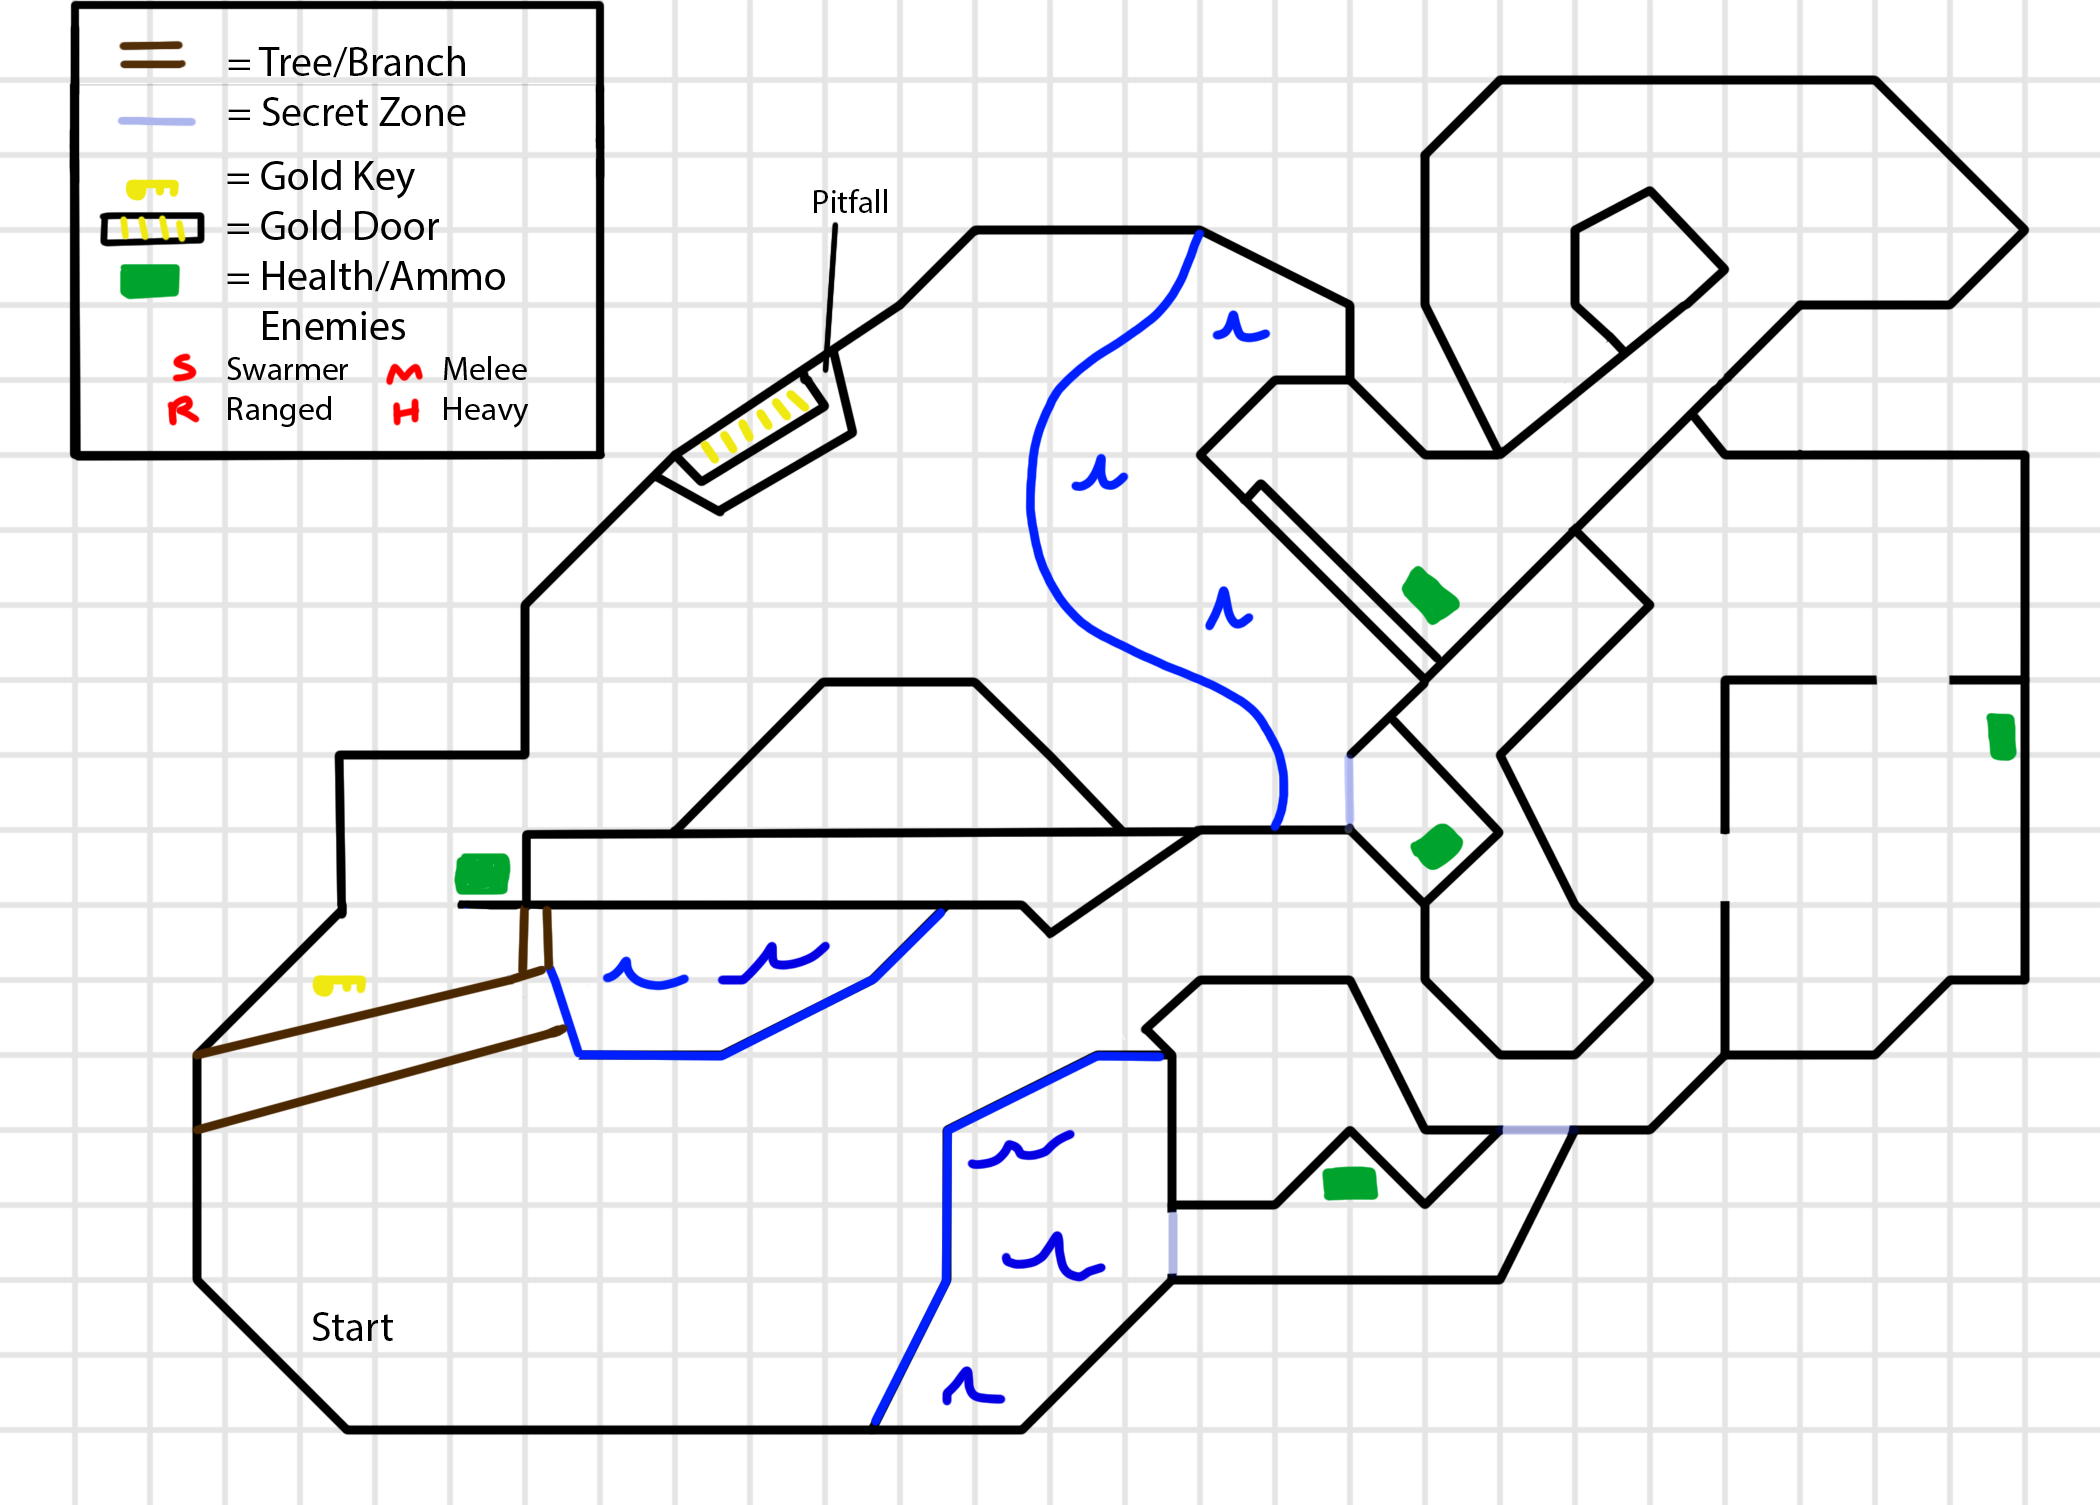 = Tree/Branch
= Secret Zone
= Gold Key
= Gold Door
= Health/Ammo
Enemies
S Swarmer M Melee
R Ranged H Heavy
Pitfall
Start